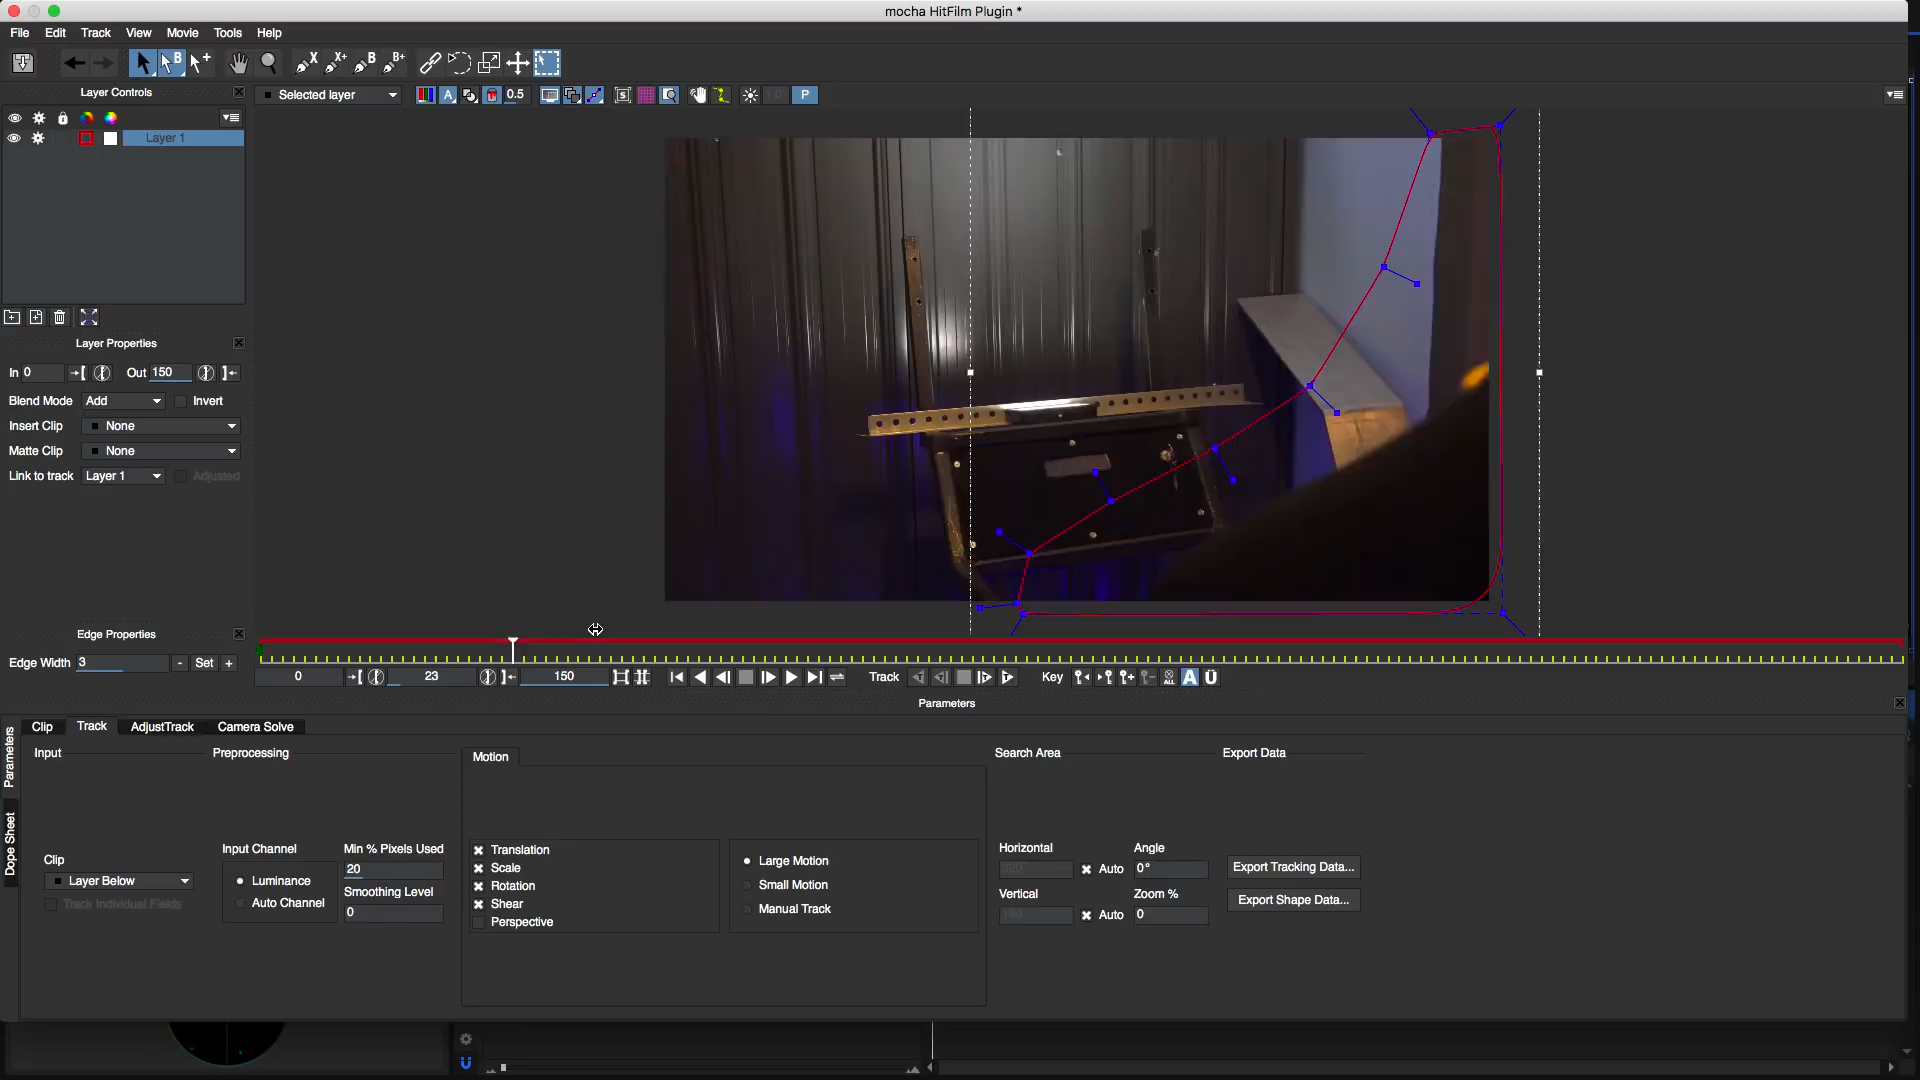 mocha HitFilm Plugin *
File Edit Track View Movie Tools Help
X X+ B B+
Layer Controls
Selected layer
A 0.5 P
Layer 1
Layer Properties
In 0 Out 150
Blend Mode Add Invert
Insert Clip None
Matte Clip None
Link to track Layer 1 Adjusted
Edge Properties
Edge Width 3 - Set +
0 23 150 Track Key A
Parameters
Parameters
Dope Sheet
Clip Track AdjustTrack Camera Solve
Input Preprocessing Motion Search Area Export Data
Clip
Layer Below
Track Individual Fields
Input Channel
Luminance
Auto Channel
Min % Pixels Used
20
Smoothing Level
0
Translation
Scale
Rotation
Shear
Perspective
Large Motion
Small Motion
Manual Track
Horizontal Angle
Auto 0°
Vertical Zoom %
Auto 0
Export Tracking Data...
Export Shape Data...